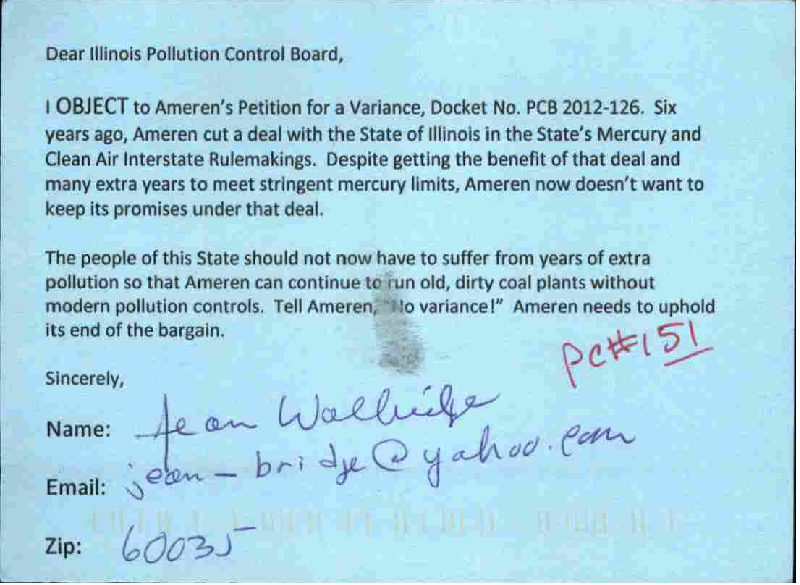 Dear Illinois Pollution Control Board,
I OBJECT to Ameren's Petition for a Variance, Docket No. PCB 2012-126. Six
years ago, Ameren cut a deal with the State of Illinois in the State's Mercury and
Clean Air Interstate Rulemakings. Despite getting the benefit of that deal and
many extra years to meet stringent mercury limits, Ameren now doesn't want to
keep its promises under that deal.
The people of this State should not now have to suffer from years of extra
pollution so that Ameren can continue to run old, dirty coal plants without
modern pollution controls. Tell Ameren, "No variance!" Ameren needs to uphold
its end of the bargain.
PC#151
Sincerely,
Name: Jean Walbridge
Email: jean-bridge@yahoo.com
Zip: 60035